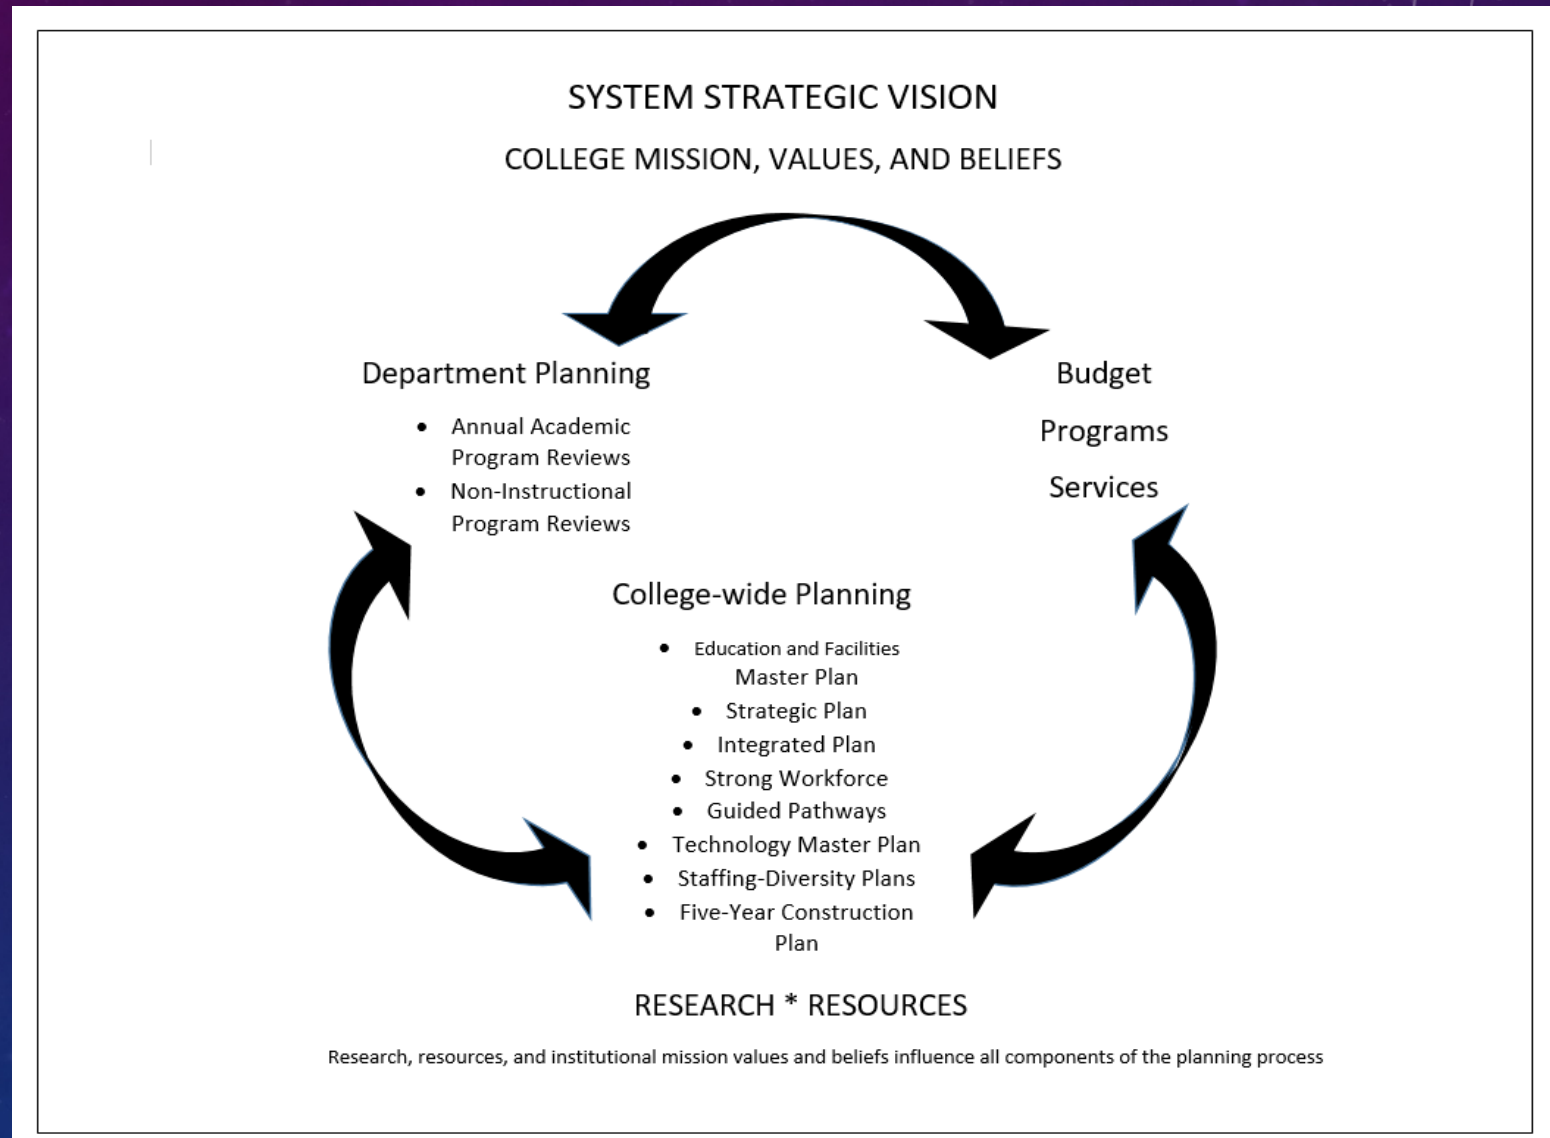 SYSTEM STRATEGIC VISION
COLLEGE MISSION, VALUES, AND BELIEFS
Department Planning
• Annual Academic
Program Reviews
• Non-Instructional
Program Reviews
Budget
Programs
Services
College-wide Planning
• Education and Facilities
Master Plan
• Strategic Plan
• Integrated Plan
• Strong Workforce
• Guided Pathways
• Technology Master Plan
• Staffing-Diversity Plans
• Five-Year Construction
Plan
RESEARCH * RESOURCES
Research, resources, and institutional mission values and beliefs influence all components of the planning process